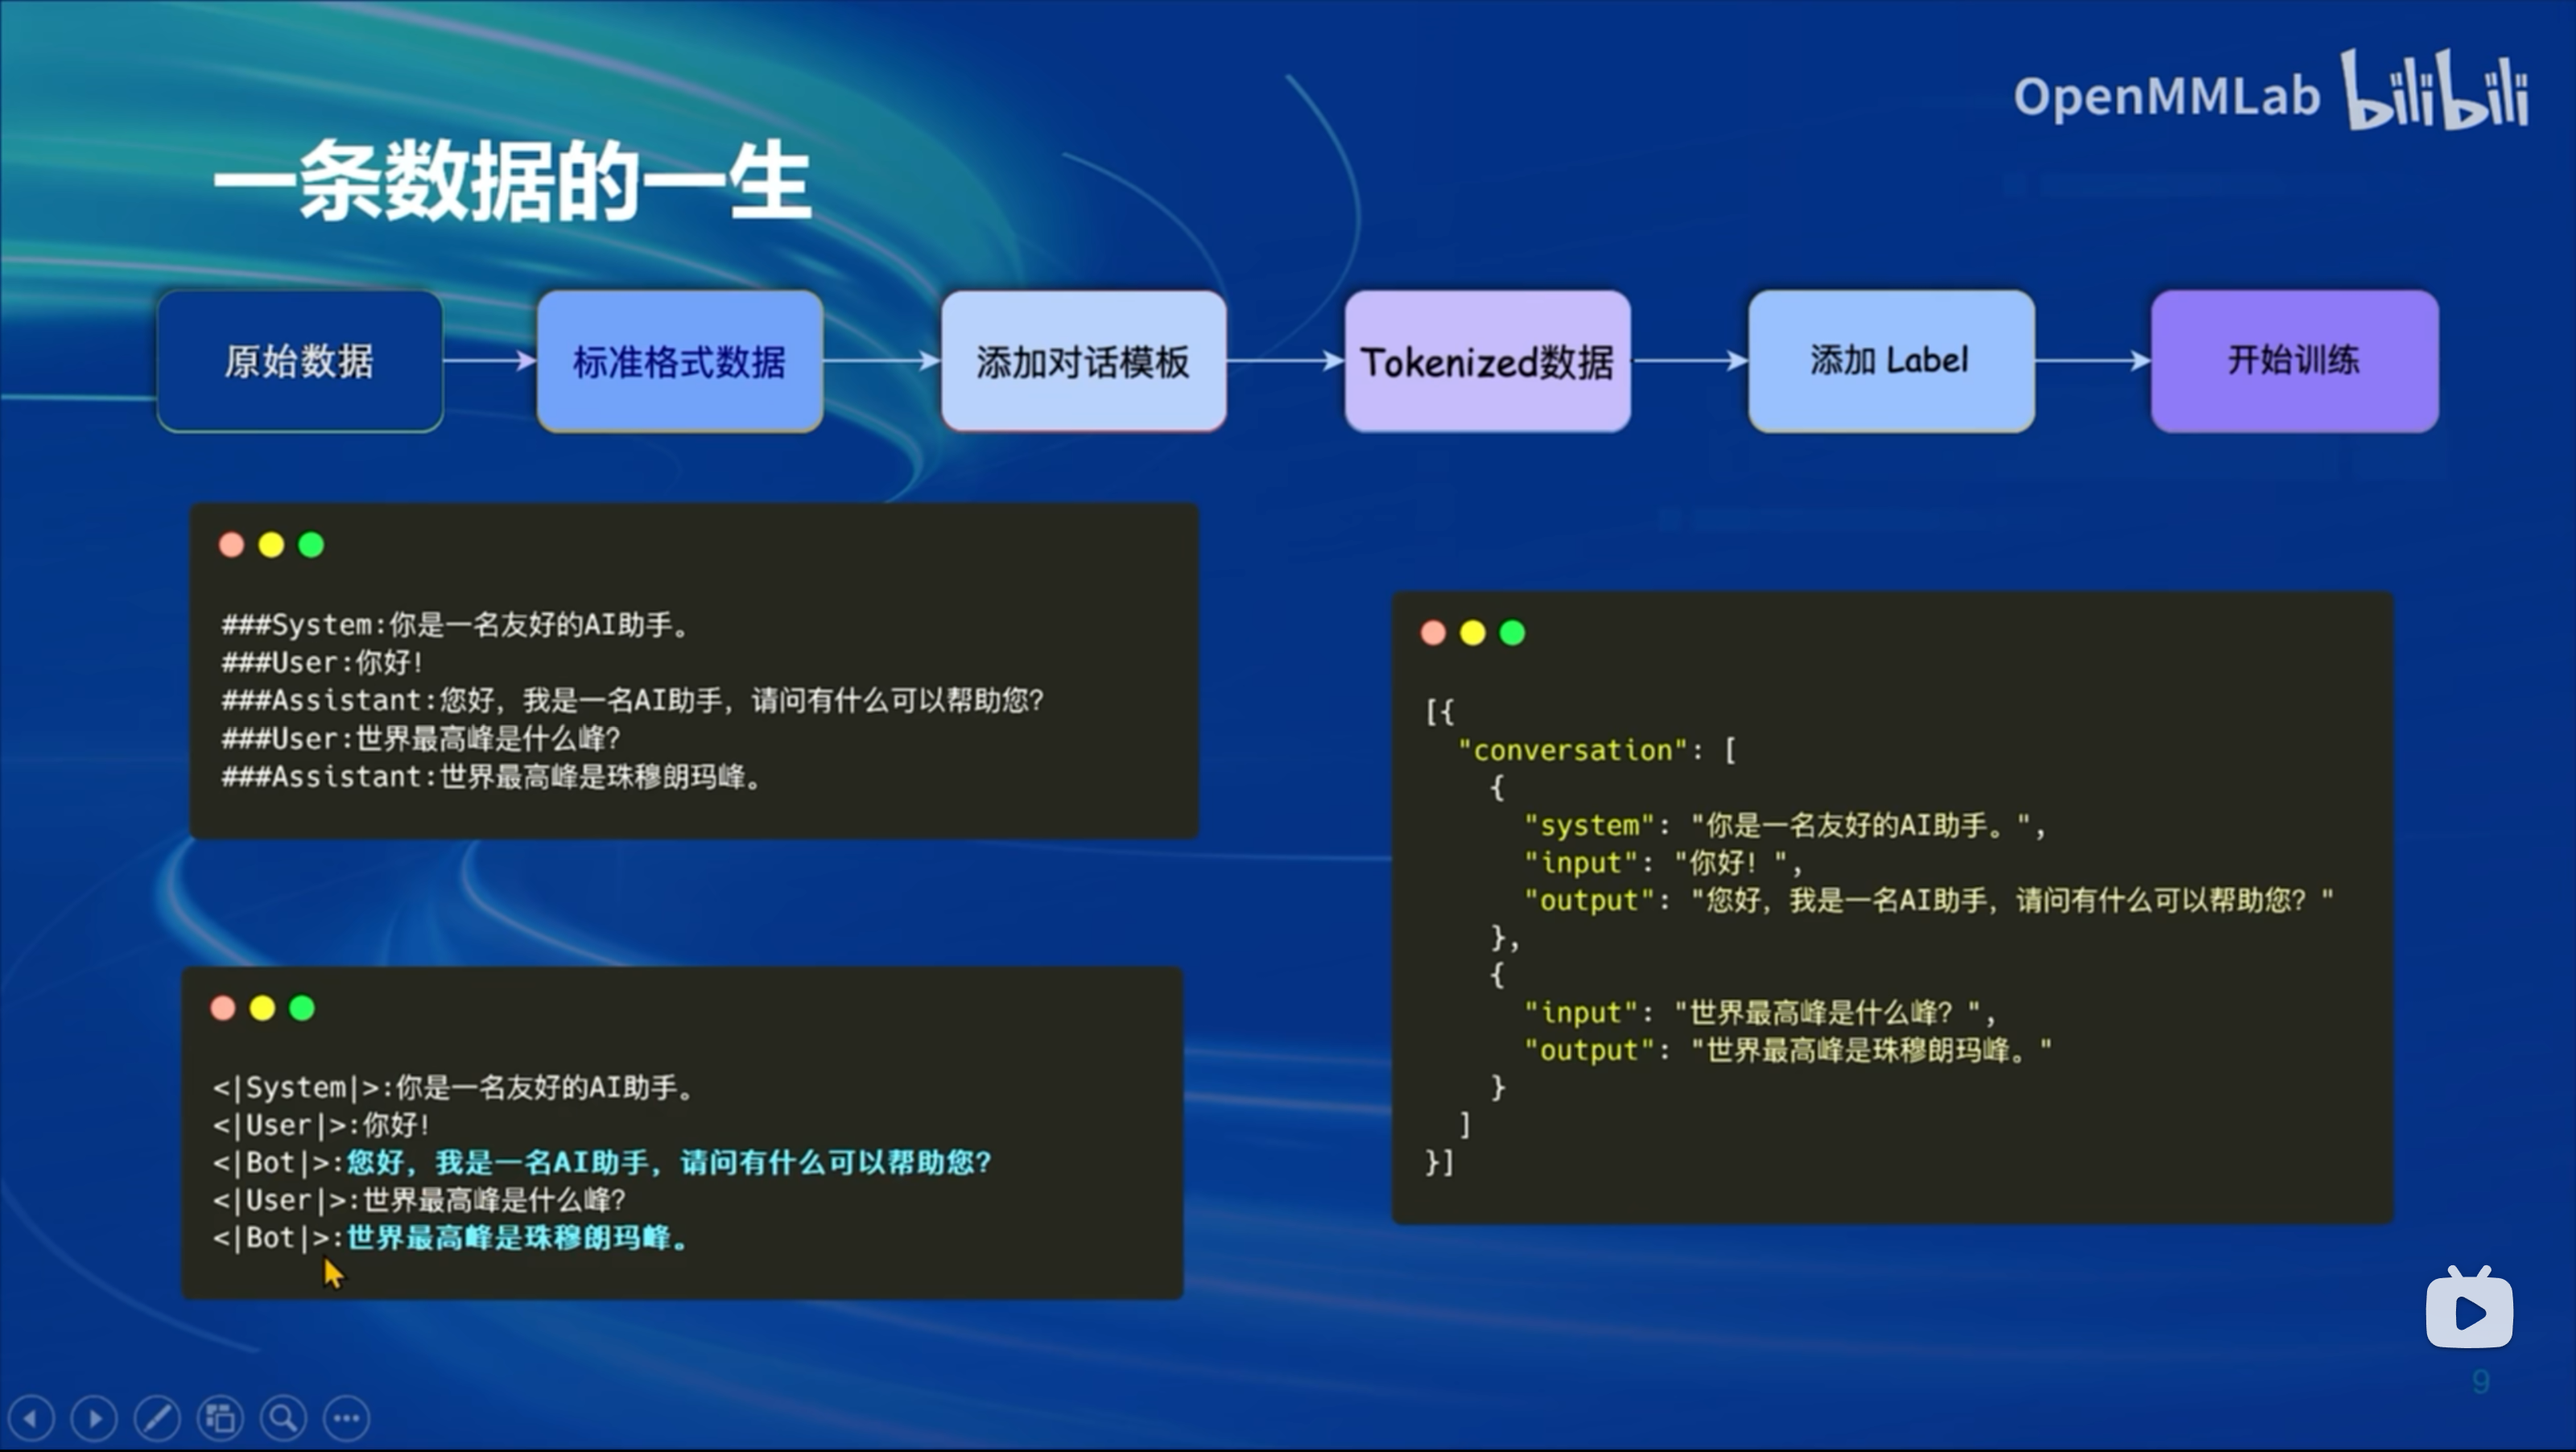 OpenMMLab bilibili
一条数据的一生
原始数据
标准格式数据
添加对话模板
Tokenized数据
添加 Label
开始训练
###System:你是一名友好的AI助手。
###User:你好!
###Assistant:您好，我是一名AI助手，请问有什么可以帮助您?
###User:世界最高峰是什么峰?
###Assistant:世界最高峰是珠穆朗玛峰。
<|System|>:你是一名友好的AI助手。
<|User|>:你好!
<|Bot|>:您好，我是一名AI助手，请问有什么可以帮助您?
<|User|>:世界最高峰是什么峰?
<|Bot|>:世界最高峰是珠穆朗玛峰。
[{
"conversation": [
{
"system": "你是一名友好的AI助手。",
"input": "你好! ",
"output": "您好，我是一名AI助手，请问有什么可以帮助您? "
},
{
"input": "世界最高峰是什么峰? ",
"output": "世界最高峰是珠穆朗玛峰。"
}
]
}]
9